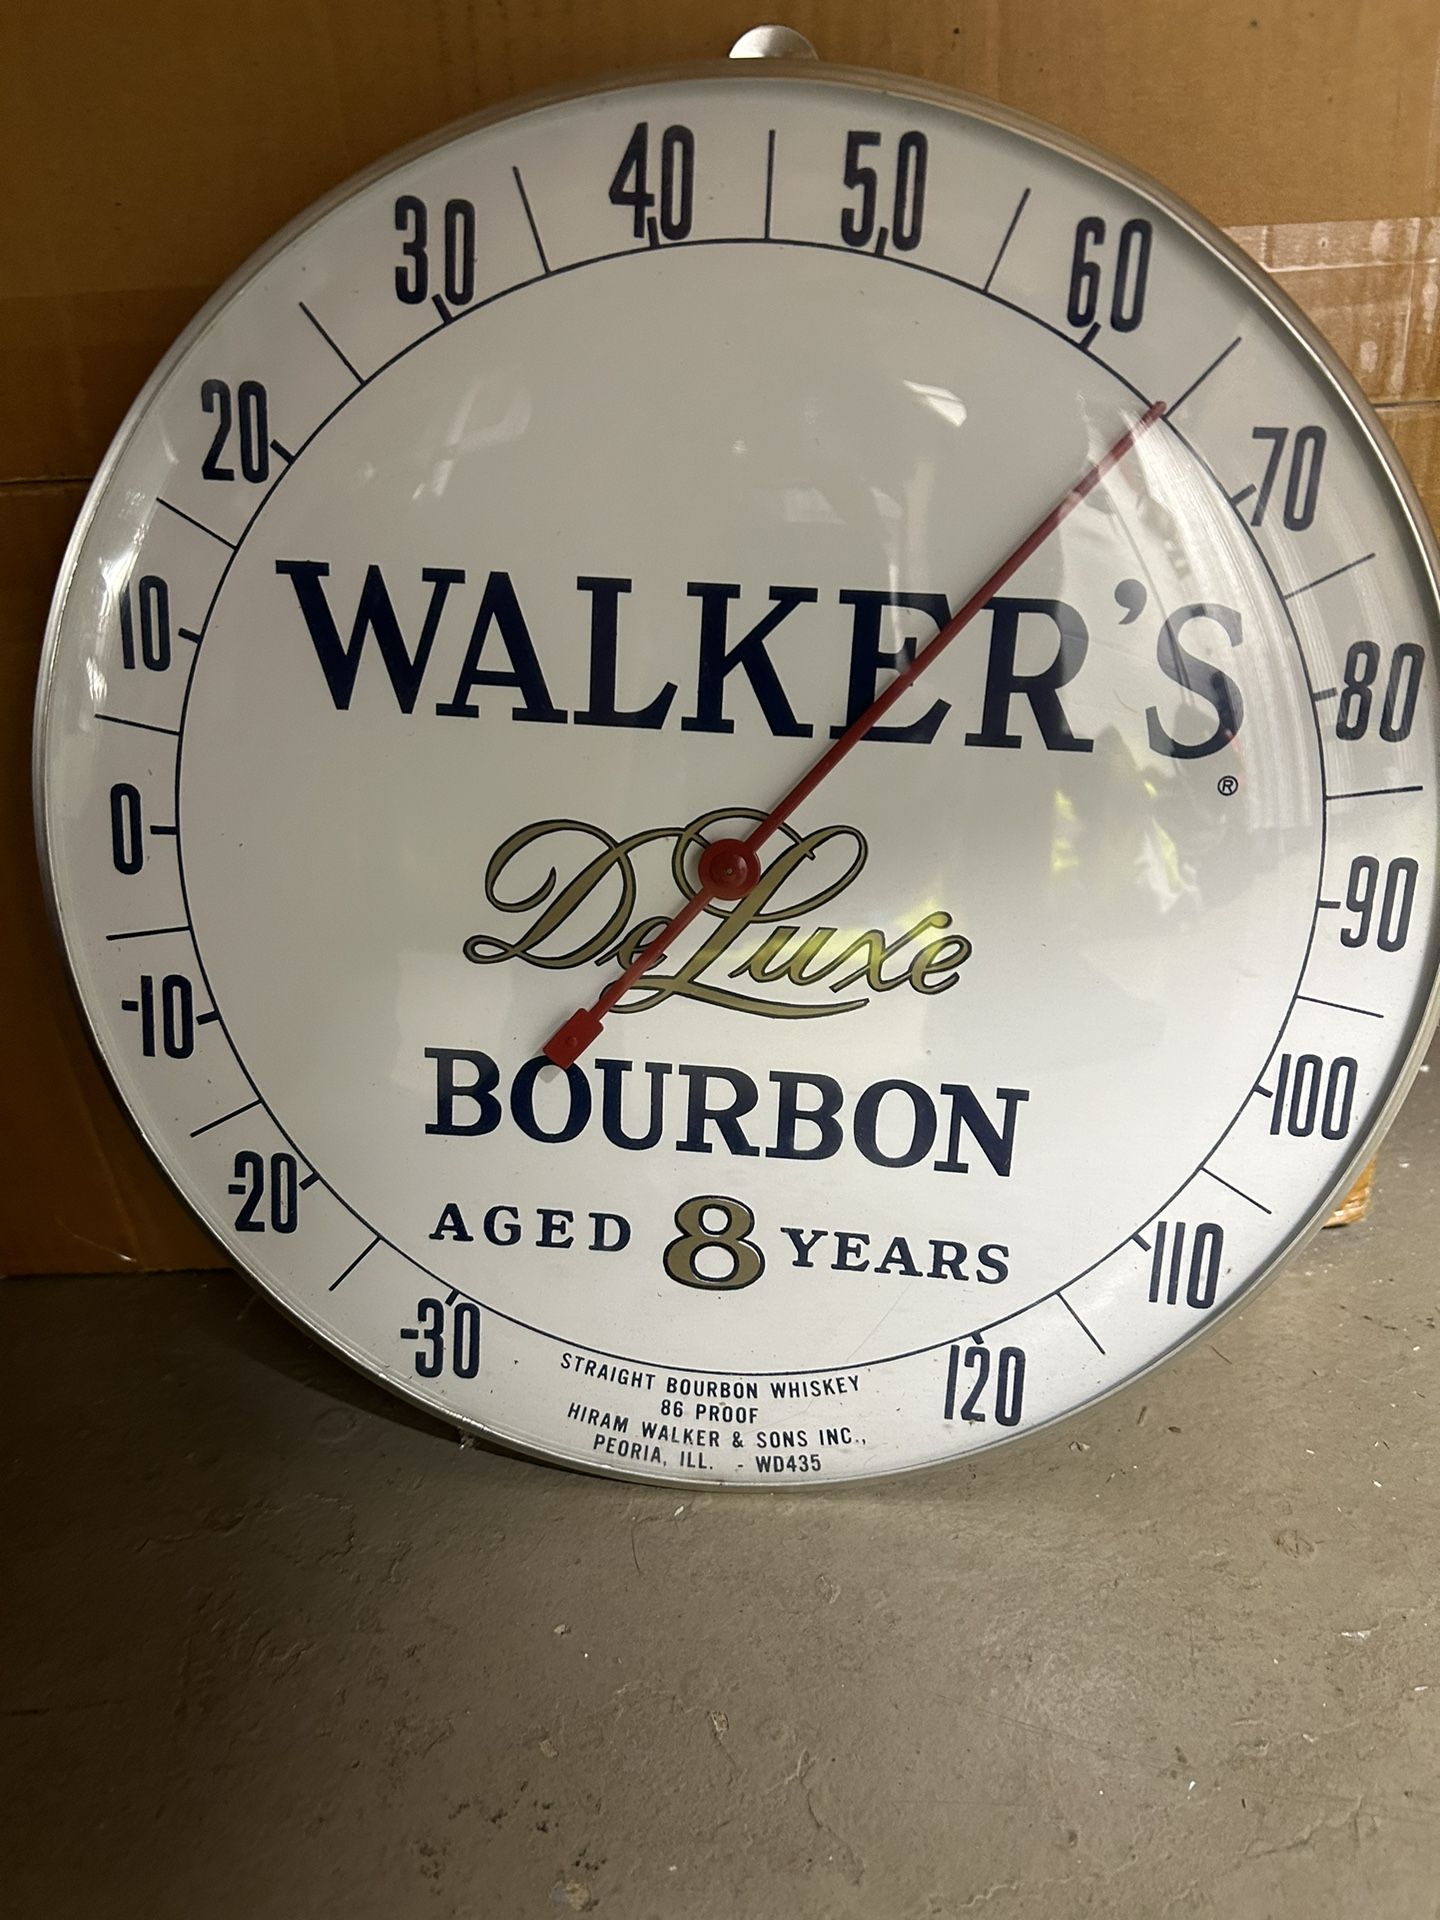 40 50
30 60
20 70
10 80
0 90
-10 100
-20 110
-30 120
WALKER'S
®
DeLuxe
BOURBON
AGED 8 YEARS
STRAIGHT BOURBON WHISKEY
86 PROOF
HIRAM WALKER & SONS INC.,
PEORIA, ILL. - WD435